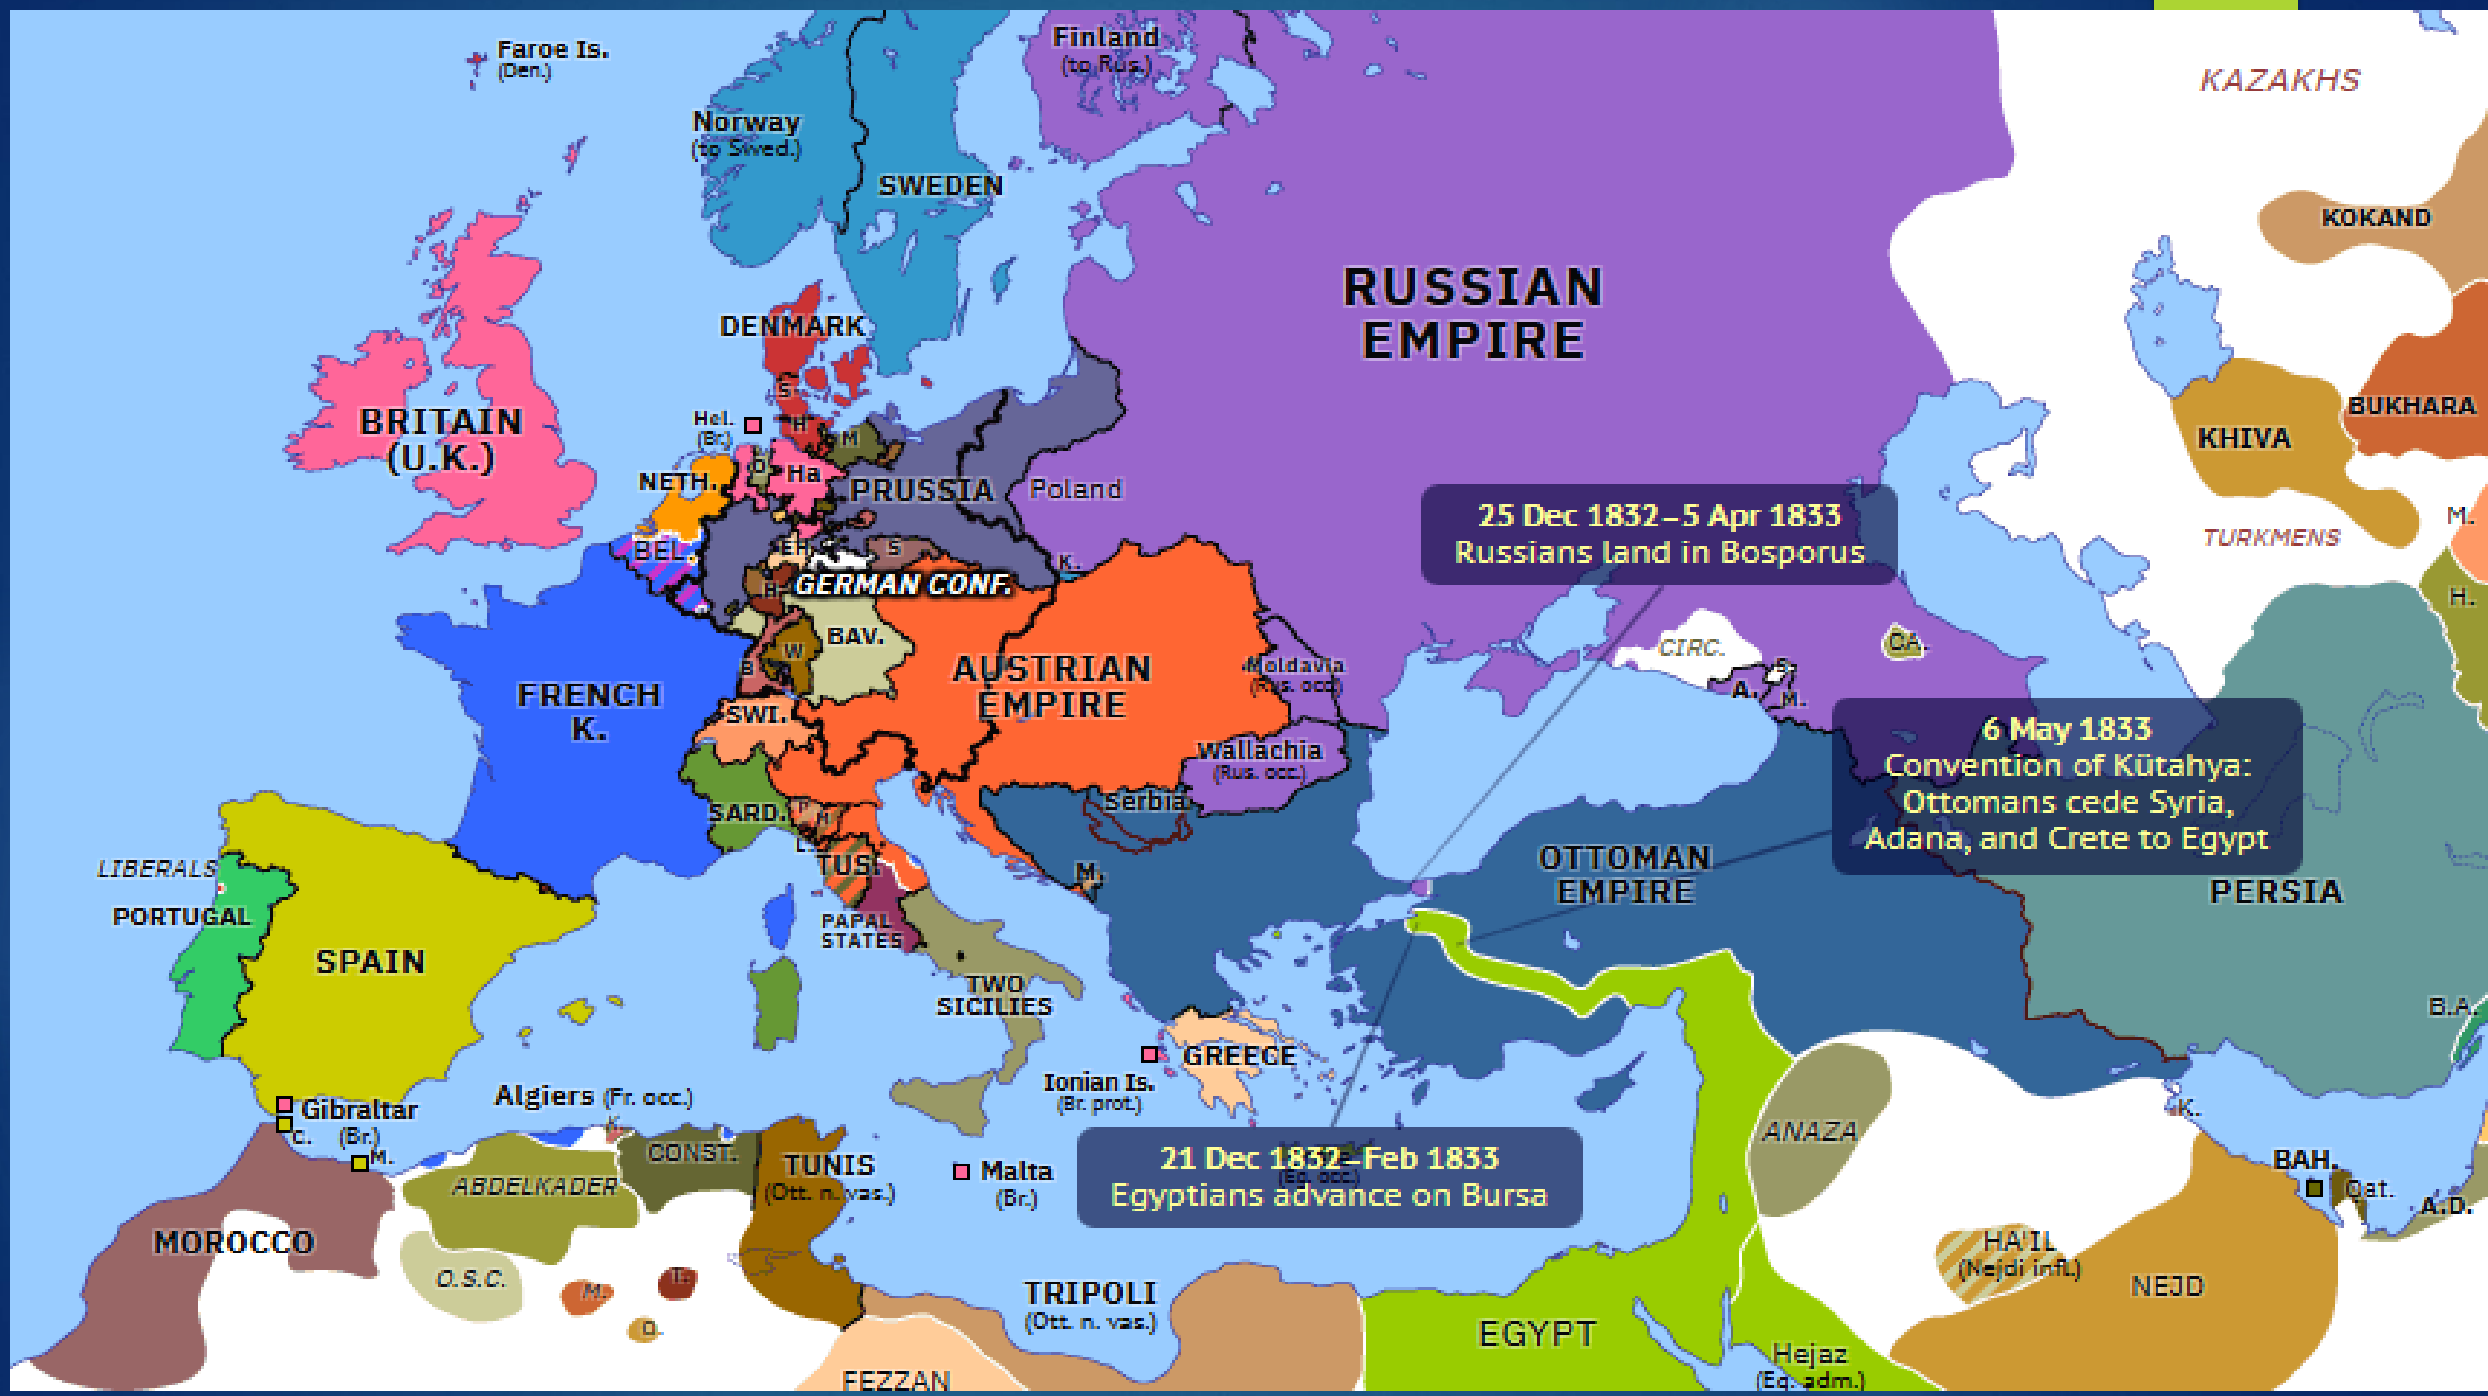 Faroe Is.
(Den.)
Finland
(to Rus.)
KAZAKHS
Norway
(to Swed.)
SWEDEN
KOKAND
RUSSIAN
EMPIRE
DENMARK
S.
BRITAIN
(U.K.)
Hel.
(Br.)
H
M
BUKHARA
KHIVA
NETH.
O
Ha
PRUSSIA
Poland
25 Dec 1832–5 Apr 1833
Russians land in Bosporus
M.
TURKMENS
BEL.
EH
S
K.
H
GERMAN CONF.
H.
BAV.
W
B
CIRC.
CA.
AUSTRIAN
EMPIRE
Moldavia
(Rus. occ.)
S.
A.
M.
FRENCH
K.
SWI.
6 May 1833
Convention of Kütahya:
Ottomans cede Syria,
Adana, and Crete to Egypt
Wallachia
(Rus. occ.)
Serbia
SARD.
P
M
L.
TUS.
M.
LIBERALS
PORTUGAL
OTTOMAN
EMPIRE
PERSIA
PAPAL
STATES
SPAIN
TWO
SICILIES
B.A.
GREECE
Ionian Is.
(Br. prot.)
Algiers (Fr. occ.)
Gibraltar
(Br.)
C.
M.
K.
K.
CONST.
TUNIS
(Ott. n. vas.)
Malta
(Br.)
21 Dec 1832–Feb 1833
Egyptians advance on Bursa
(Eg. occ.)
ANAZA
ABDELKADER
BAH.
Qat.
A.D.
MOROCCO
O.S.C.
M.
T.
O.
HA'IL
(Nejdi infl.)
NEJD
TRIPOLI
(Ott. n. vas.)
EGYPT
Hejaz
(Eg. adm.)
FEZZAN